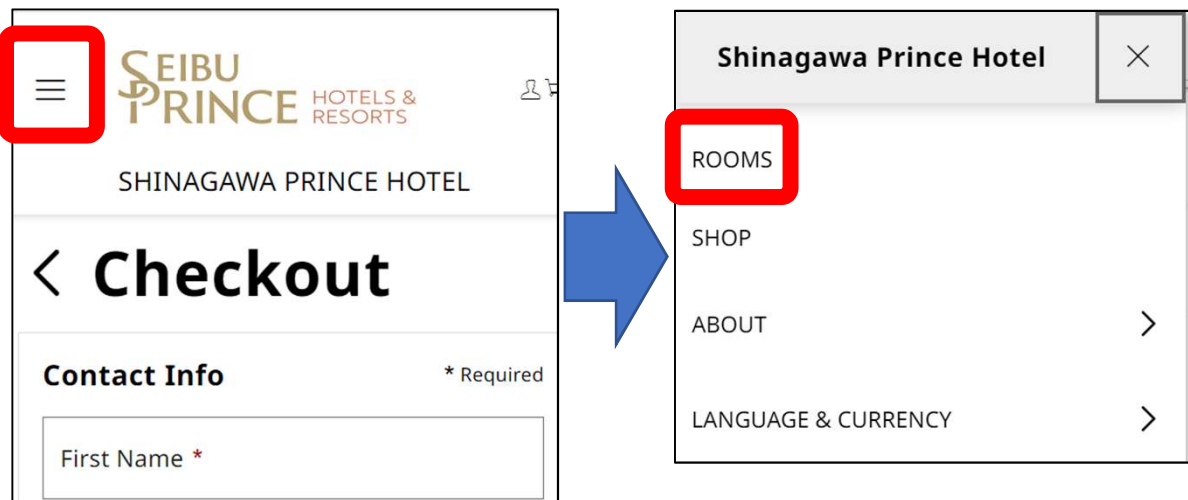 SEIBU
PRINCE HOTELS &
RESORTS
SHINAGAWA PRINCE HOTEL
Checkout
Contact Info * Required
First Name *
Shinagawa Prince Hotel
ROOMS
SHOP
ABOUT
LANGUAGE & CURRENCY